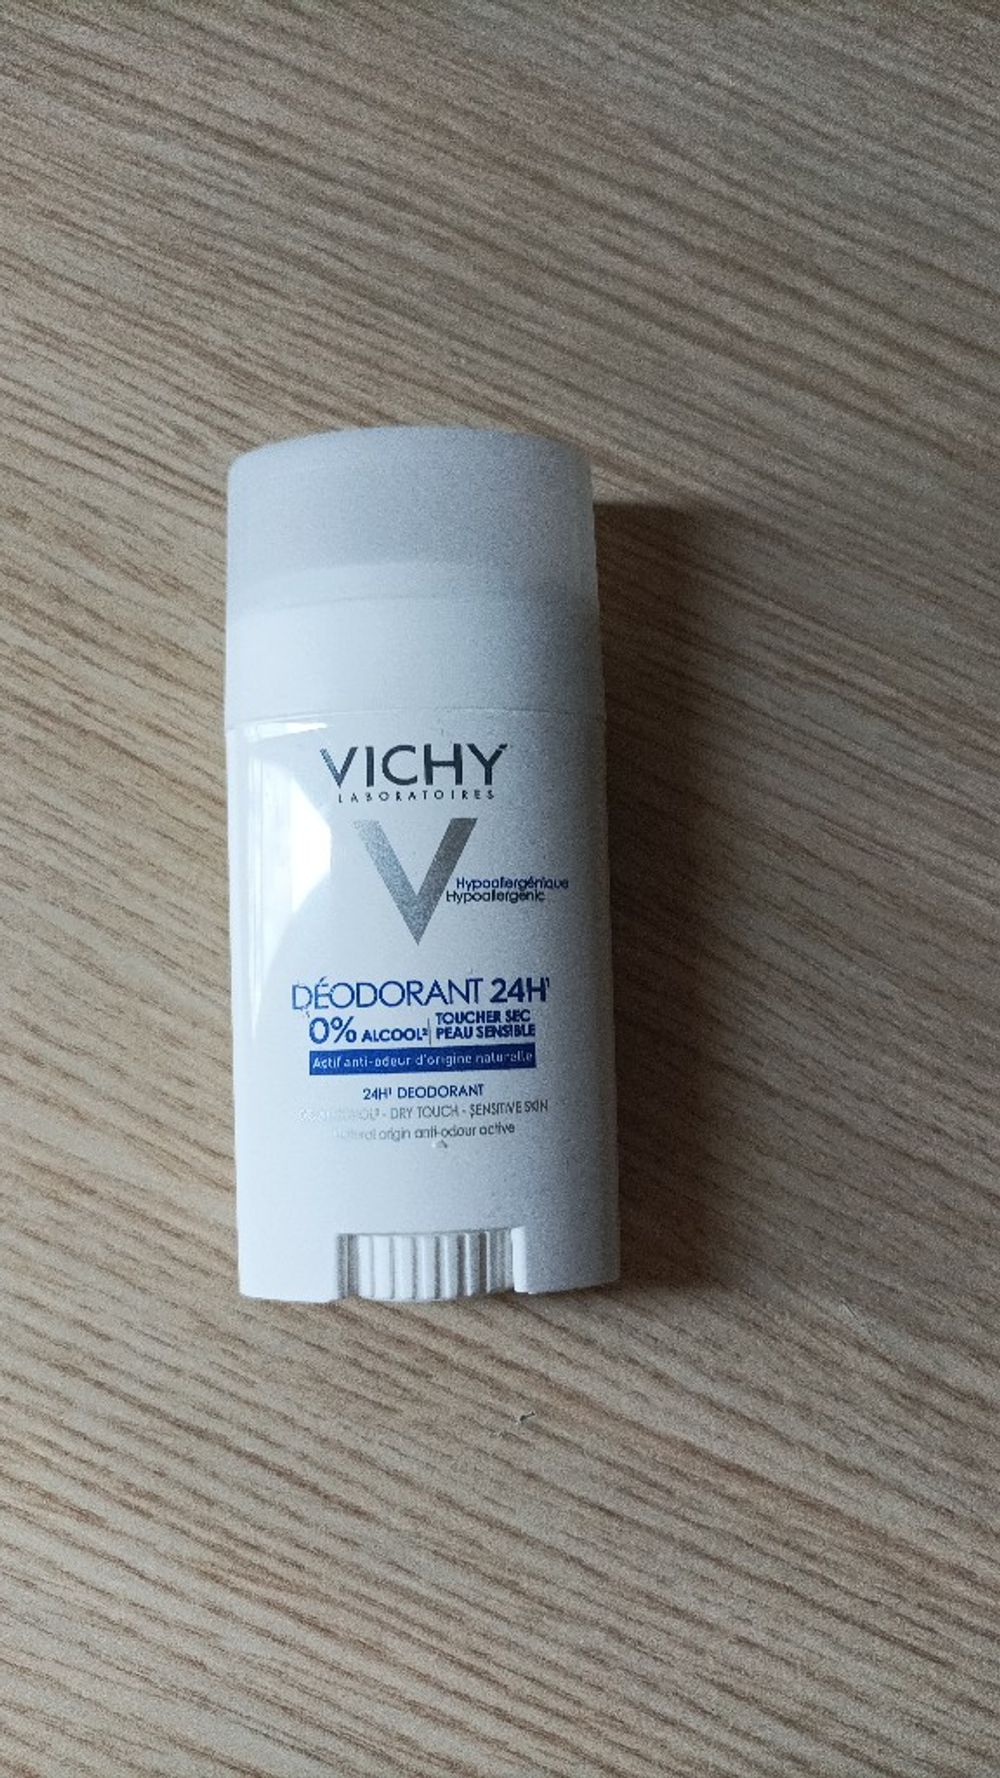 VICHY
LABORATOIRES
V
Hypoallergénique
Hypoallergenic
DÉODORANT 24H¹
0% ALCOOL² TOUCHER SEC
PEAU SENSIBLE
Actif anti-odeur d'origine naturelle
24H¹ DEODORANT
- DRY TOUCH - SENSITIVE SKIN
origin anti-odour active